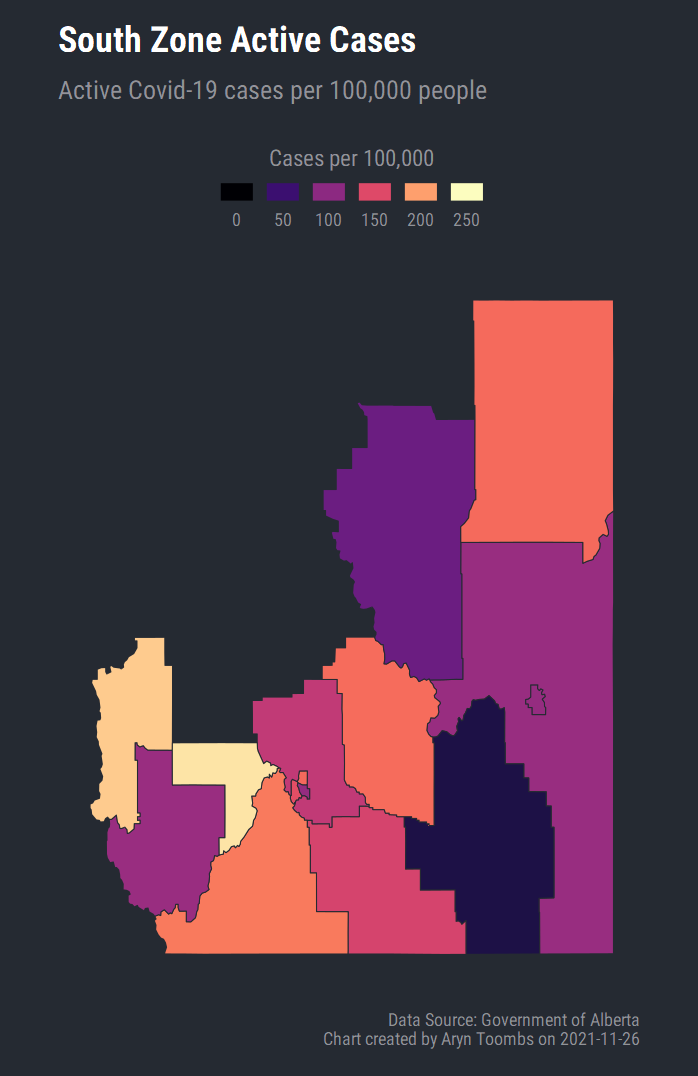 South Zone Active Cases
Active Covid-19 cases per 100,000 people
Cases per 100,000
0 50 100 150 200 250
Data Source: Government of Alberta
Chart created by Aryn Toombs on 2021-11-26